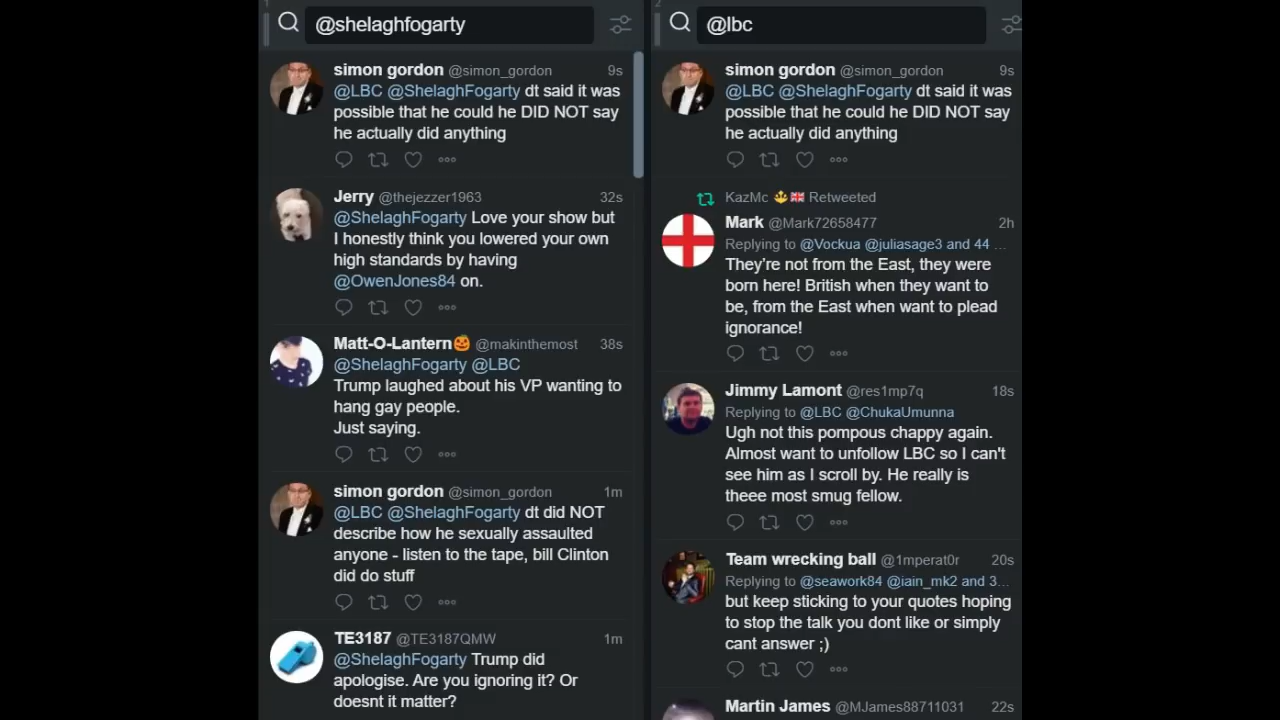 1
@shelaghfogarty
simon gordon @simon_gordon 9s
@LBC @ShelaghFogarty dt said it was
possible that he could he DID NOT say
he actually did anything
Jerry @thejezzer1963 32s
@ShelaghFogarty Love your show but
I honestly think you lowered your own
high standards by having
@OwenJones84 on.
Matt-O-Lantern🎃 @makinthemost 38s
@ShelaghFogarty @LBC
Trump laughed about his VP wanting to
hang gay people.
Just saying.
simon gordon @simon_gordon 1m
@LBC @ShelaghFogarty dt did NOT
describe how he sexually assaulted
anyone - listen to the tape, bill Clinton
did do stuff
TE3187 @TE3187QMW 1m
@ShelaghFogarty Trump did
apologise. Are you ignoring it? Or
doesnt it matter?
2
@lbc
simon gordon @simon_gordon 9s
@LBC @ShelaghFogarty dt said it was
possible that he could he DID NOT say
he actually did anything
KazMc 🇬🇧 Retweeted
Mark @Mark72658477 2h
Replying to @Vockua @juliasage3 and 44 ...
They’re not from the East, they were
born here! British when they want to
be, from the East when want to plead
ignorance!
Jimmy Lamont @res1mp7q 18s
Replying to @LBC @ChukaUmunna
Ugh not this pompous chappy again.
Almost want to unfollow LBC so I can't
see him as I scroll by. He really is
theee most smug fellow.
Team wrecking ball @1mperat0r 20s
Replying to @seawork84 @iain_mk2 and 3...
but keep sticking to your quotes hoping
to stop the talk you dont like or simply
cant answer ;)
Martin James @MJames88711031 22s